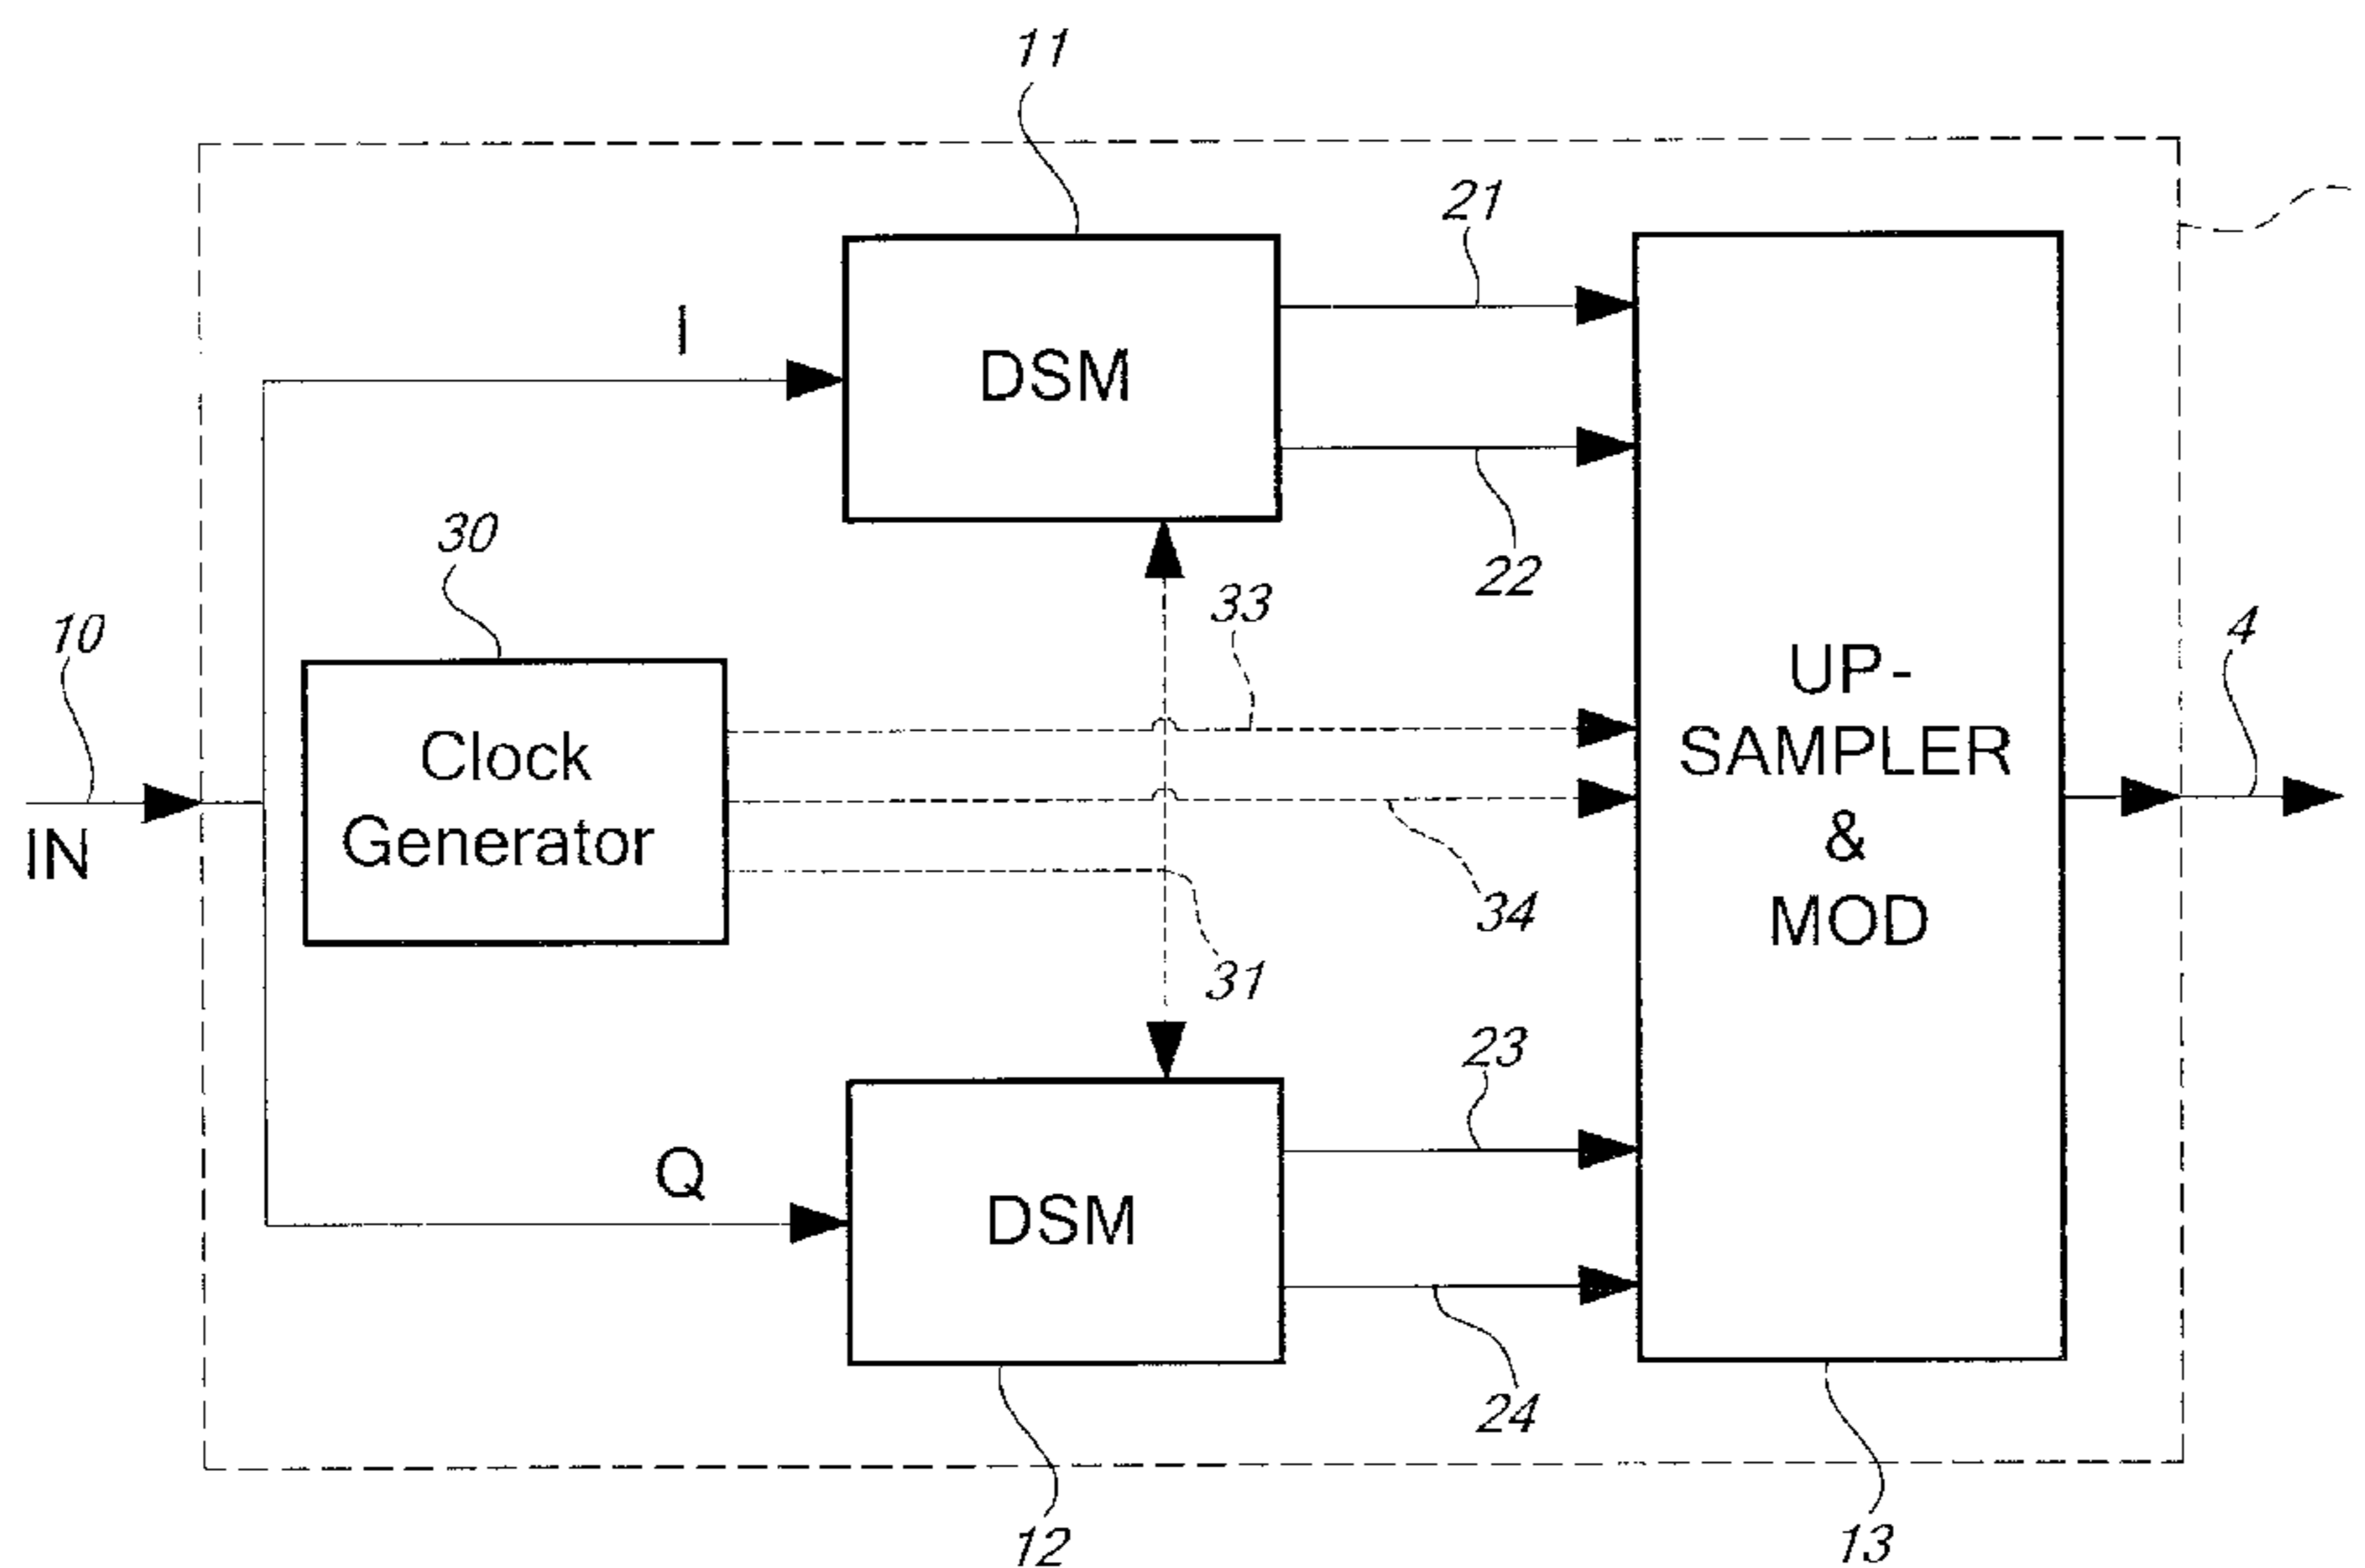 11
21
I
DSM
22
30
33
10
4
UP-
SAMPLER
&
MOD
Clock
Generator
IN
34
31
23
Q
DSM
24
12
13